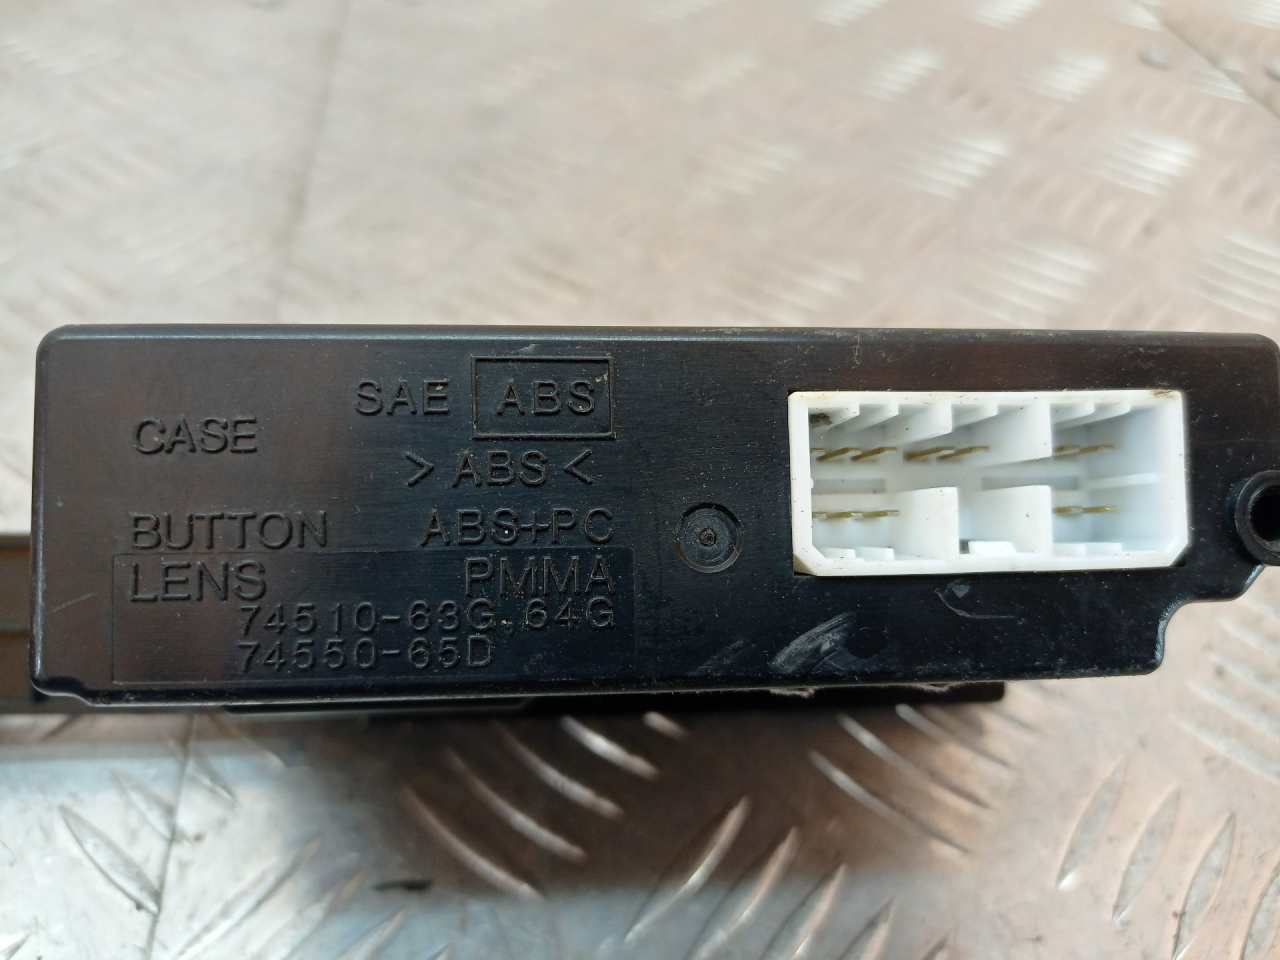 SAE ABS
CASE
> ABS <
BUTTON ABS+PC
LENS PMMA
74510-63G,64G
74550-65D